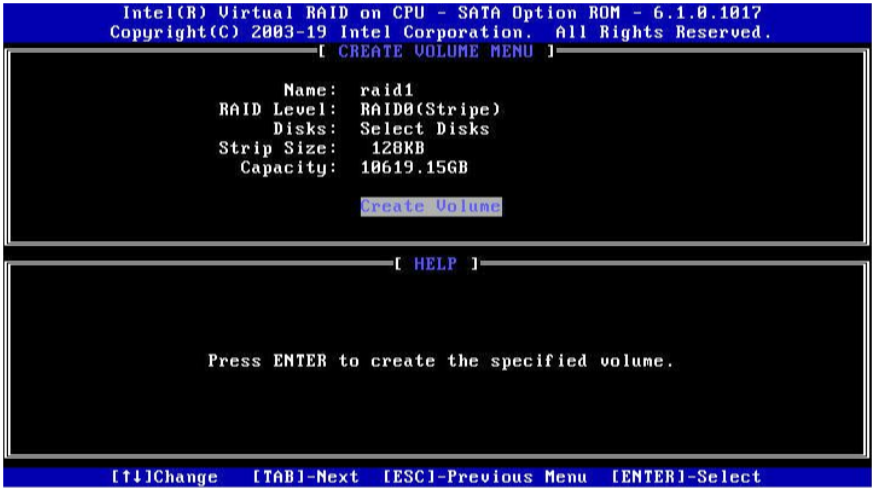 Intel(R) Virtual RAID on CPU - SATA Option ROM - 6.1.0.1017
Copyright(C) 2003-19 Intel Corporation. All Rights Reserved.
[ CREATE VOLUME MENU ]
Name: raid1
RAID Level: RAID0(Stripe)
Disks: Select Disks
Strip Size: 128KB
Capacity: 10619.15GB
Create Volume
[ HELP ]
Press ENTER to create the specified volume.
[↑↓]Change [TAB]-Next [ESC]-Previous Menu [ENTER]-Select